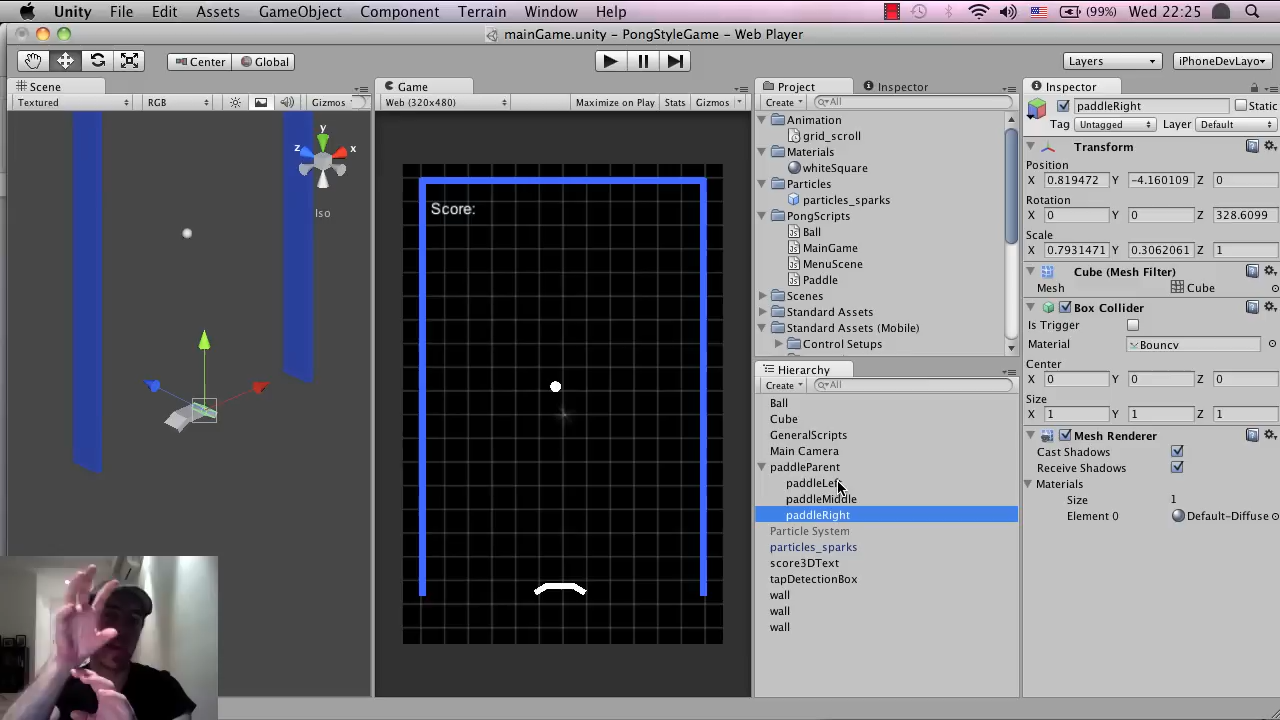 Unity File Edit Assets GameObject Component Terrain Window Help (99%) Wed 22:25
mainGame.unity – PongStyleGame – Web Player
Center Global Layers iPhoneDevLayo
Scene
Textured RGB Gizmos
y
z x
Iso
Game
Web (320x480) Maximize on Play Stats Gizmos
Score:
Project Inspector
Create All
Animation
grid_scroll
Materials
whiteSquare
Particles
particles_sparks
PongScripts
Ball
MainGame
MenuScene
Paddle
Scenes
Standard Assets
Standard Assets (Mobile)
Control Setups
Hierarchy
Create All
Ball
Cube
GeneralScripts
Main Camera
paddleParent
paddleLeft
paddleMiddle
paddleRight
Particle System
particles_sparks
score3DText
tapDetectionBox
wall
wall
wall
Inspector
paddleRight Static
Tag Untagged Layer Default
Transform
Position
X 0.819472 Y -4.160109 Z 0
Rotation
X 0 Y 0 Z 328.6099
Scale
X 0.7931471 Y 0.3062061 Z 1
Cube (Mesh Filter)
Mesh Cube
Box Collider
Is Trigger
Material Bouncy
Center
X 0 Y 0 Z 0
Size
X 1 Y 1 Z 1
Mesh Renderer
Cast Shadows
Receive Shadows
Materials
Size 1
Element 0 Default-Diffuse